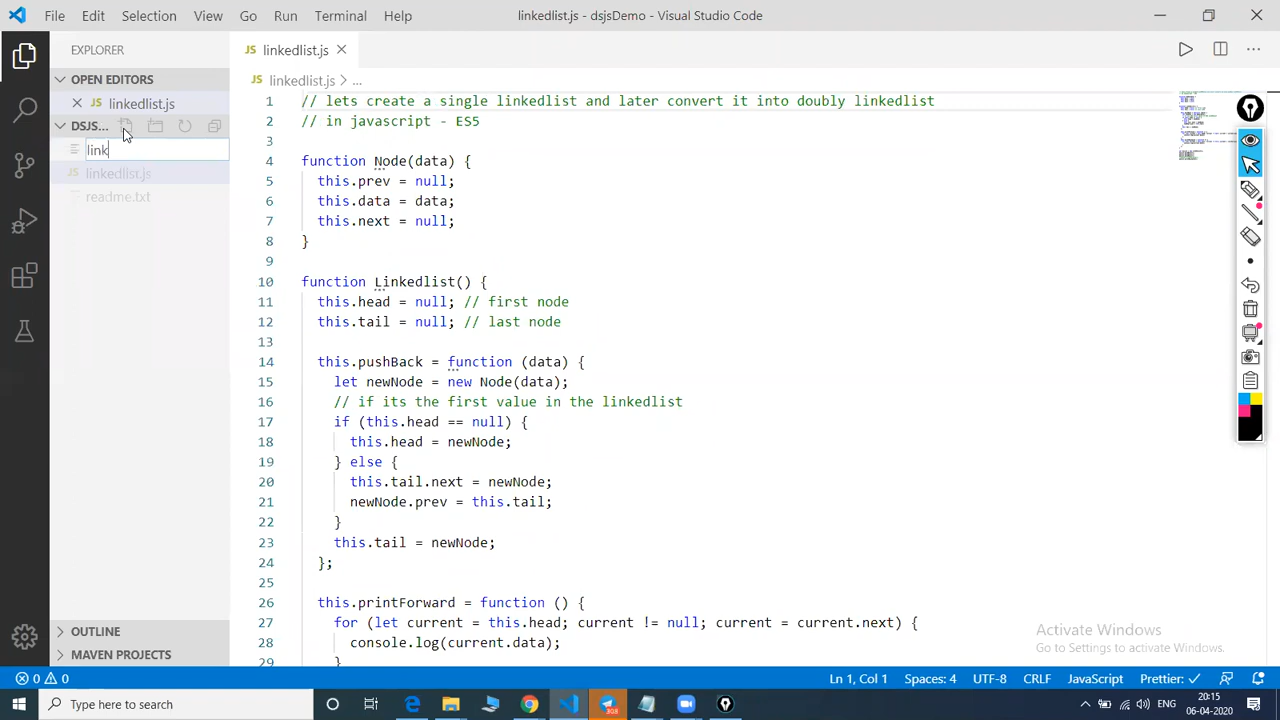 File Edit Selection View Go Run Terminal Help
linkedlist.js - dsjsDemo - Visual Studio Code
EXPLORER
OPEN EDITORS
JS linkedlist.js
DSJS...
link
linkedlist.js
readme.txt
OUTLINE
MAVEN PROJECTS
JS linkedlist.js
JS linkedlist.js > ...
1 // lets create a single linkedlist and later convert it into doubly linkedlist
2 // in javascript - ES5
3
4 function Node(data) {
5 this.prev = null;
6 this.data = data;
7 this.next = null;
8 }
9
10 function Linkedlist() {
11 this.head = null; // first node
12 this.tail = null; // last node
13
14 this.pushBack = function (data) {
15 let newNode = new Node(data);
16 // if its the first value in the linkedlist
17 if (this.head == null) {
18 this.head = newNode;
19 } else {
20 this.tail.next = newNode;
21 newNode.prev = this.tail;
22 }
23 this.tail = newNode;
24 };
25
26 this.printForward = function () {
27 for (let current = this.head; current != null; current = current.next) {
28 console.log(current.data);
29 }
Activate Windows
Go to Settings to activate Windows.
0 0 Ln 1, Col 1 Spaces: 4 UTF-8 CRLF JavaScript Prettier: ✓
Type here to search
ENG
20:15
06-04-2020